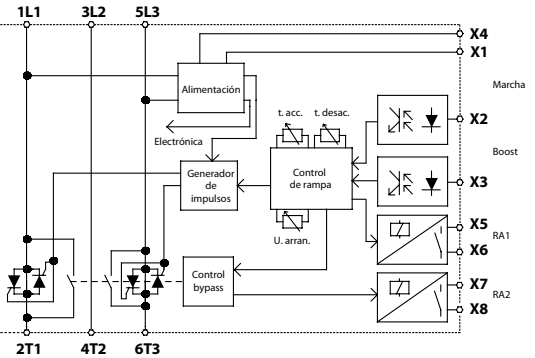 1L1 3L2 5L3
X4
X1
Alimentación
Marcha
t. acc. t. desac.
X2
Electrónica
Boost
Generador
de
impulsos
Control
de rampa
X3
X5
RA1
U. arran.
X6
Control
bypass
X7
RA2
X8
2T1 4T2 6T3